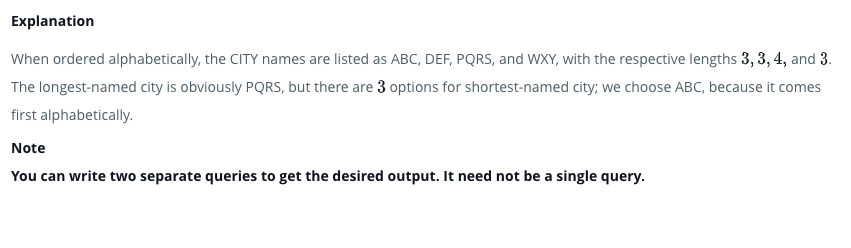 Explanation
When ordered alphabetically, the CITY names are listed as ABC, DEF, PQRS, and WXY, with the respective lengths 3, 3, 4, and 3.
The longest-named city is obviously PQRS, but there are 3 options for shortest-named city; we choose ABC, because it comes
first alphabetically.
Note
You can write two separate queries to get the desired output. It need not be a single query.